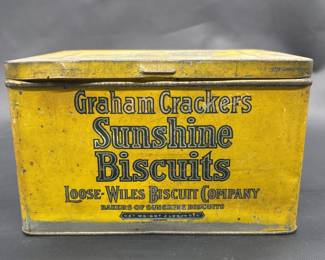 Graham Crackers
Sunshine
Biscuits
LOOSE-WILES BISCUIT COMPANY
BAKERS OF SUNSHINE BISCUITS